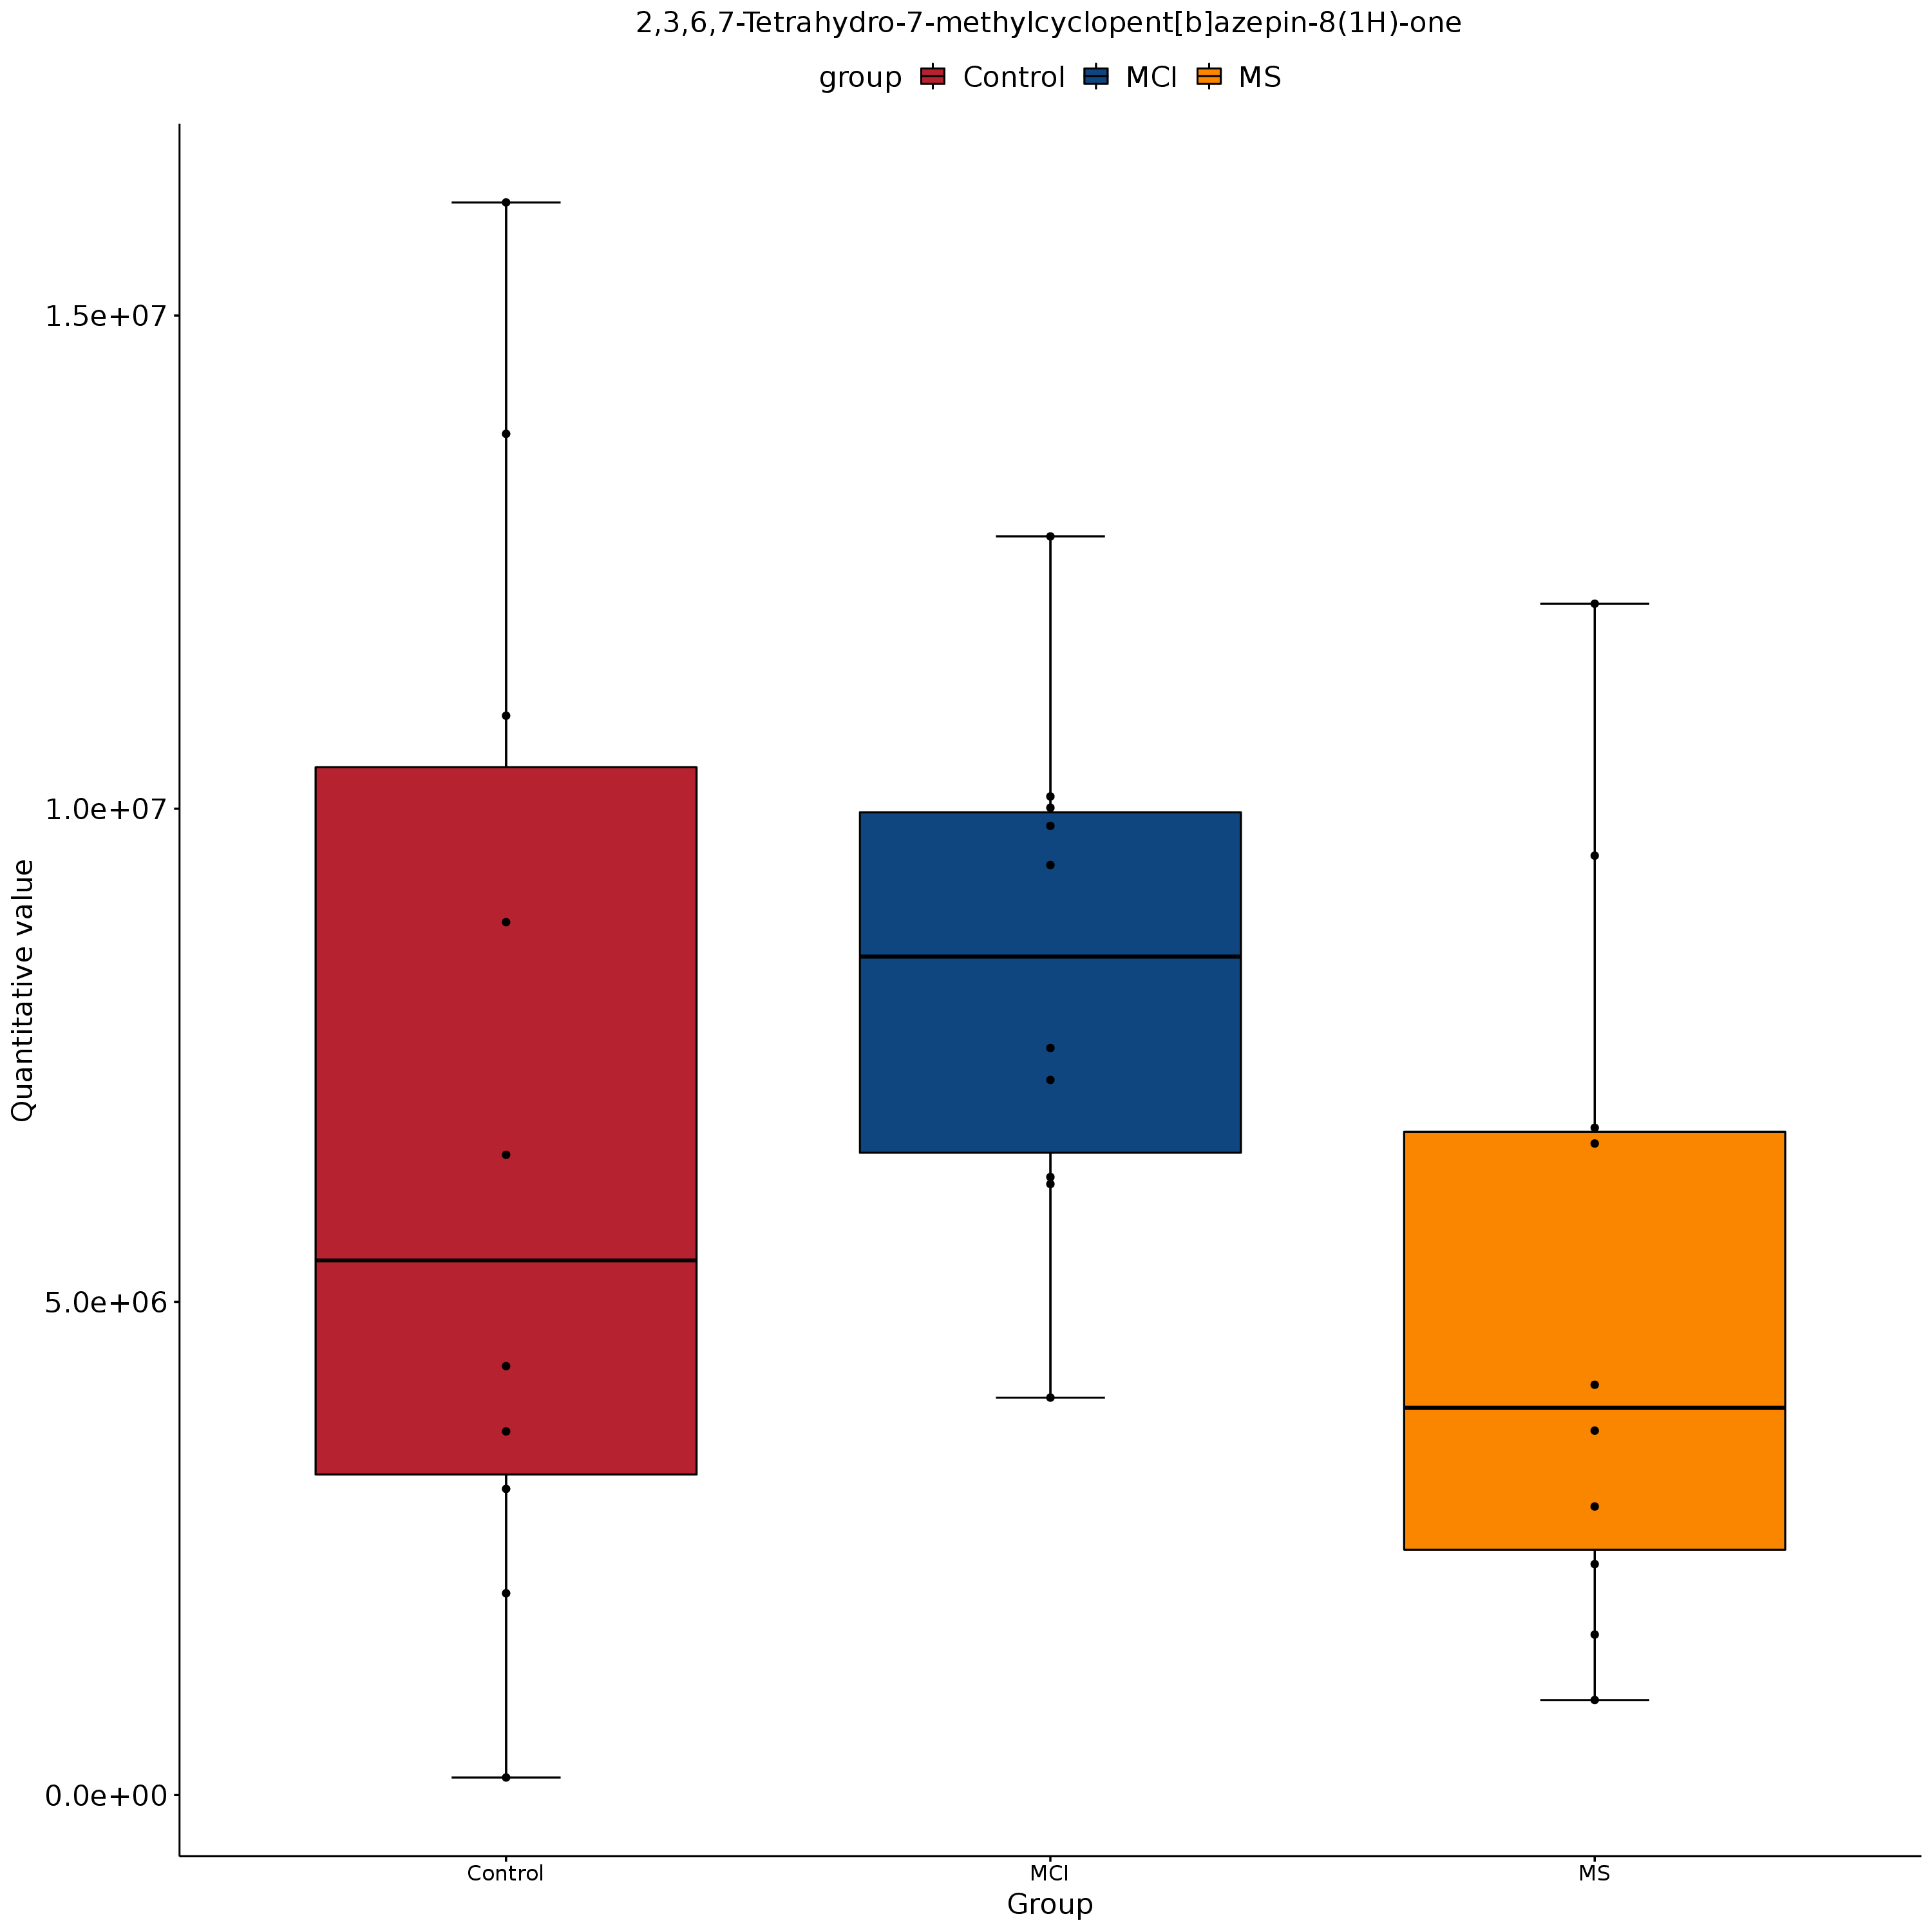 2,3,6,7-Tetrahydro-7-methylcyclopent[b]azepin-8(1H)-one
group Control MCI MS
Quantitative value
1.5e+07
1.0e+07
5.0e+06
0.0e+00
Control MCI MS
Group